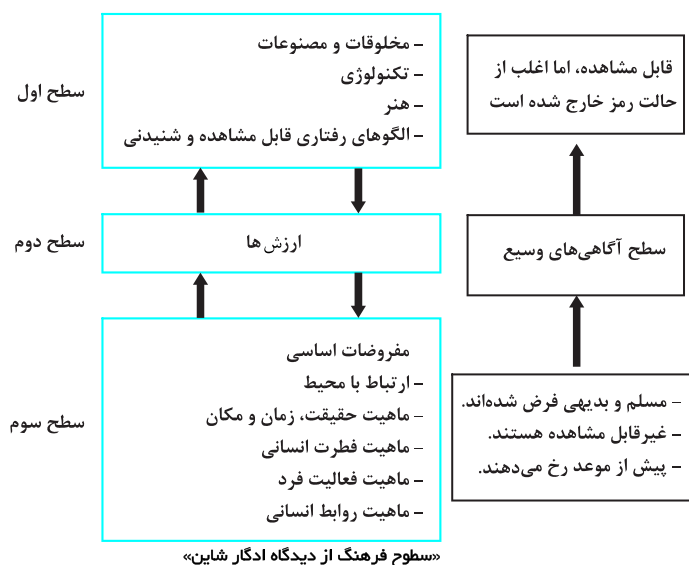 سطح اول
– مخلوقات و مصنوعات
– تکنولوژی
– هنر
– الگوهای رفتاری قابل مشاهده و شنیدنی
قابل مشاهده، اما اغلب از
حالت رمز خارج شده است
سطح دوم
ارزش‌ها
سطح آگاهی‌های وسیع
سطح سوم
مفروضات اساسی
– ارتباط با محیط
– ماهیت حقیقت، زمان و مکان
– ماهیت فطرت انسانی
– ماهیت فعالیت فرد
– ماهیت روابط انسانی
– مسلم و بدیهی فرض شده‌اند.
– غیرقابل مشاهده هستند.
– پیش از موعد رخ می‌دهند.
«سطوح فرهنگ از دیدگاه ادگار شاین»